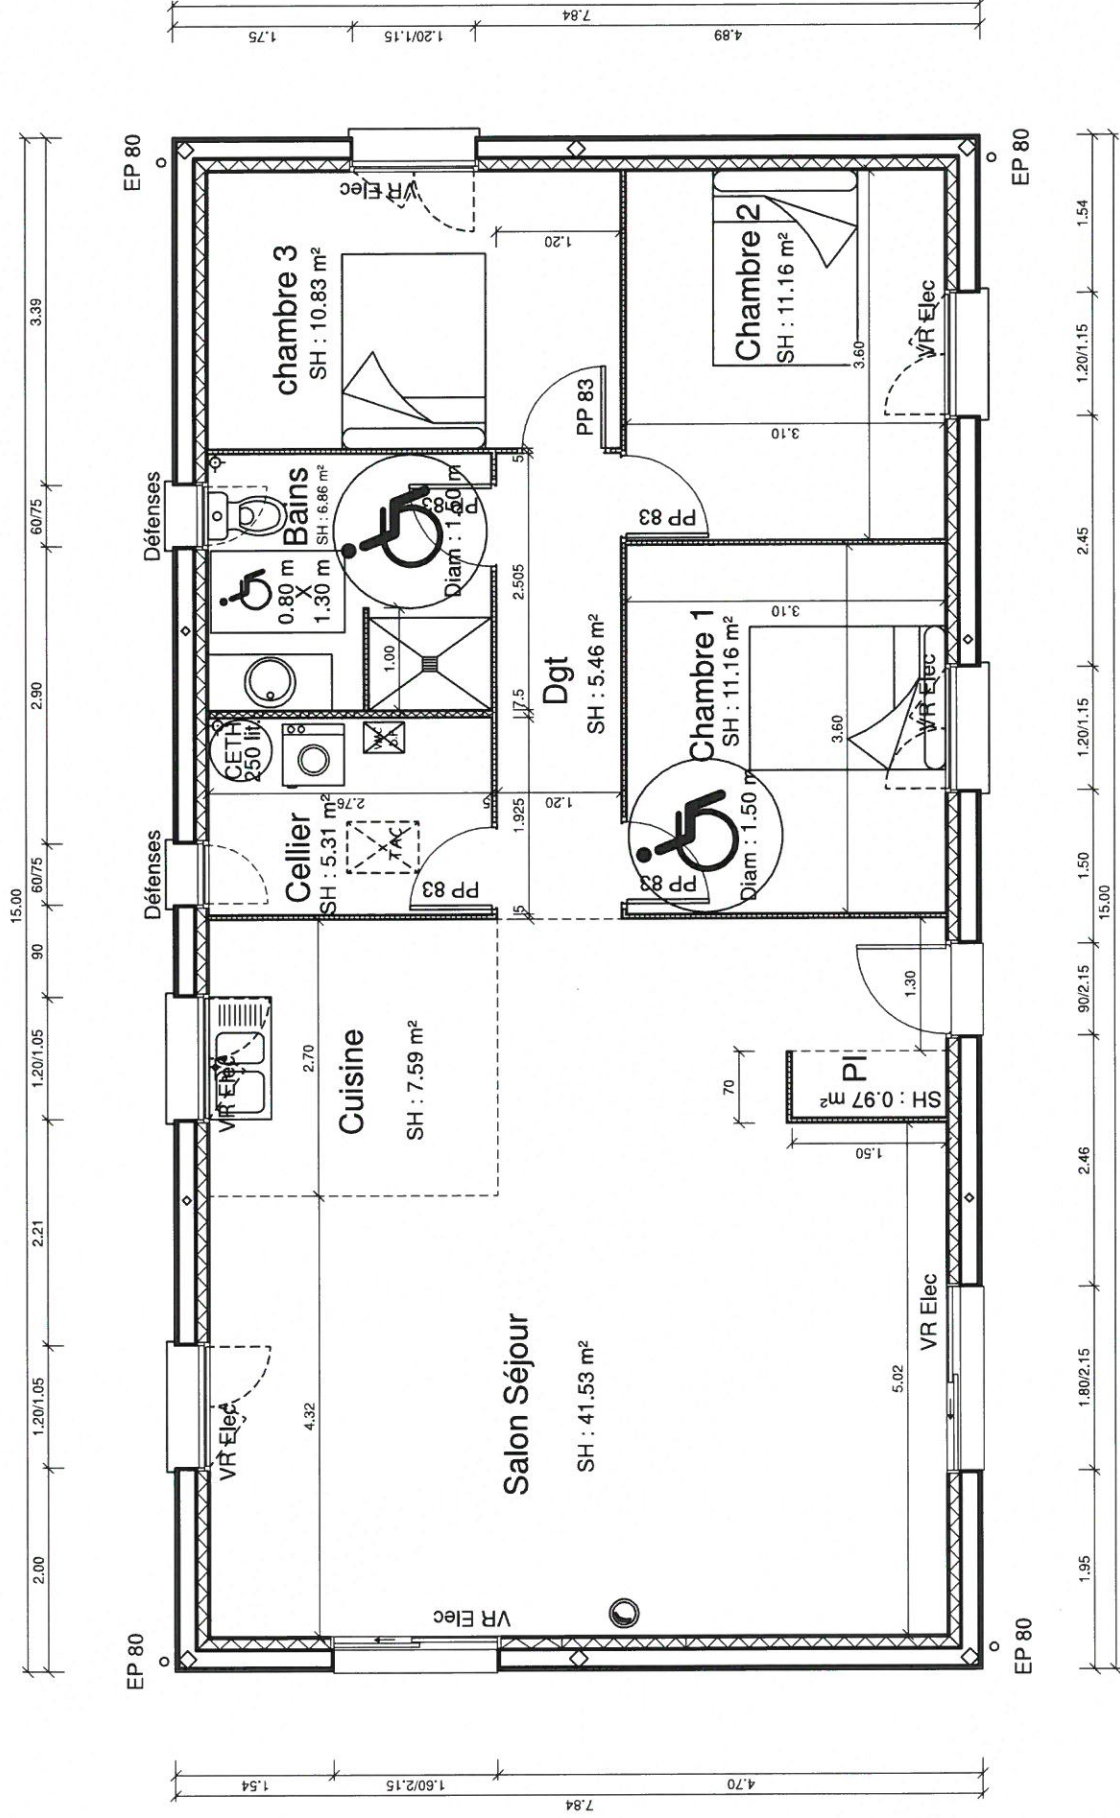 7.84
1.75
1.20/1.15
4.89
15.00
2.00
1.20/1.05
2.21
1.20/1.05
90
60/75
2.90
60/75
3.39
EP 80
EP 80
Défenses
Défenses
VR Elec
VR Elec
VR Elec
chambre 3
SH : 10.83 m²
1.20
PP 83
Bains
SH : 6.86 m²
0.80 m
X
1.30 m
Diam : 1.50 m
PP 83
1.00
5
2.505
7.5
1.925
5
CETH
250 lit.
Cellier
SH : 5.31 m²
TAC
2.76
5
1.20
PP 83
Dgt
SH : 5.46 m²
Chambre 2
SH : 11.16 m²
3.60
3.10
PP 83
VR Elec
Chambre 1
SH : 11.16 m²
3.60
3.10
PP 83
Diam : 1.50 m
VR Elec
Cuisine
SH : 7.59 m²
2.70
4.32
Salon Séjour
SH : 41.53 m²
Pl
SH : 0.97 m²
70
1.50
1.30
5.02
VR Elec
VR Elec
EP 80
EP 80
1.95
1.80/2.15
2.46
90/2.15
1.50
1.20/1.15
2.45
1.20/1.15
1.54
15.00
1.54
1.60/2.15
4.70
7.84